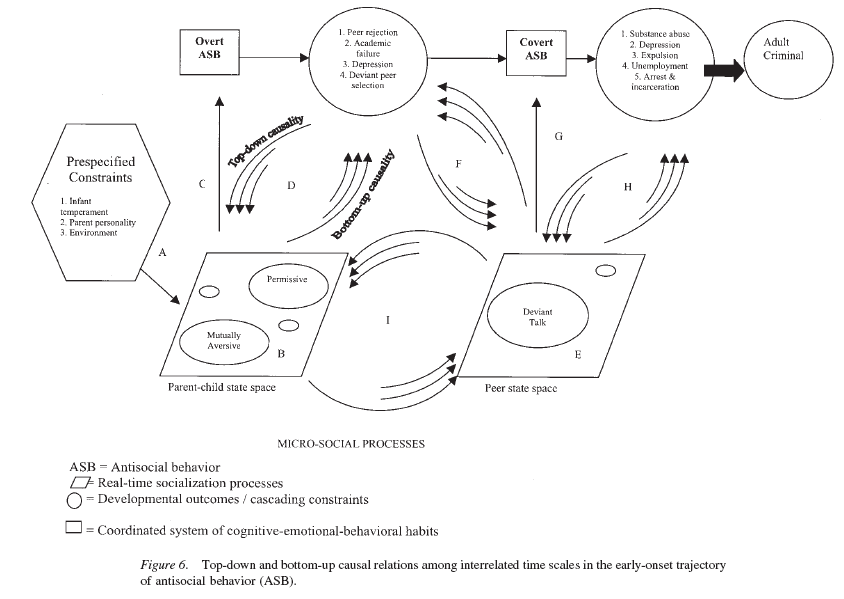 Overt
ASB
1. Peer rejection
2. Academic
failure
3. Depression
4. Deviant peer
selection
Covert
ASB
1. Substance abuse
2. Depression
3. Expulsion
4. Unemployment
5. Arrest &
incarceration
Adult
Criminal
Prespecified
Constraints
1. Infant
temperament
2. Parent personality
3. Environment
A
C
Top-down causality
D
Bottom-up causality
F
G
H
Permissive
Mutually
Aversive
B
I
Deviant
Talk
E
Parent-child state space
Peer state space
MICRO-SOCIAL PROCESSES
ASB = Antisocial behavior
= Real-time socialization processes
= Developmental outcomes / cascading constraints
= Coordinated system of cognitive-emotional-behavioral habits
Figure 6. Top-down and bottom-up causal relations among interrelated time scales in the early-onset trajectory
of antisocial behavior (ASB).